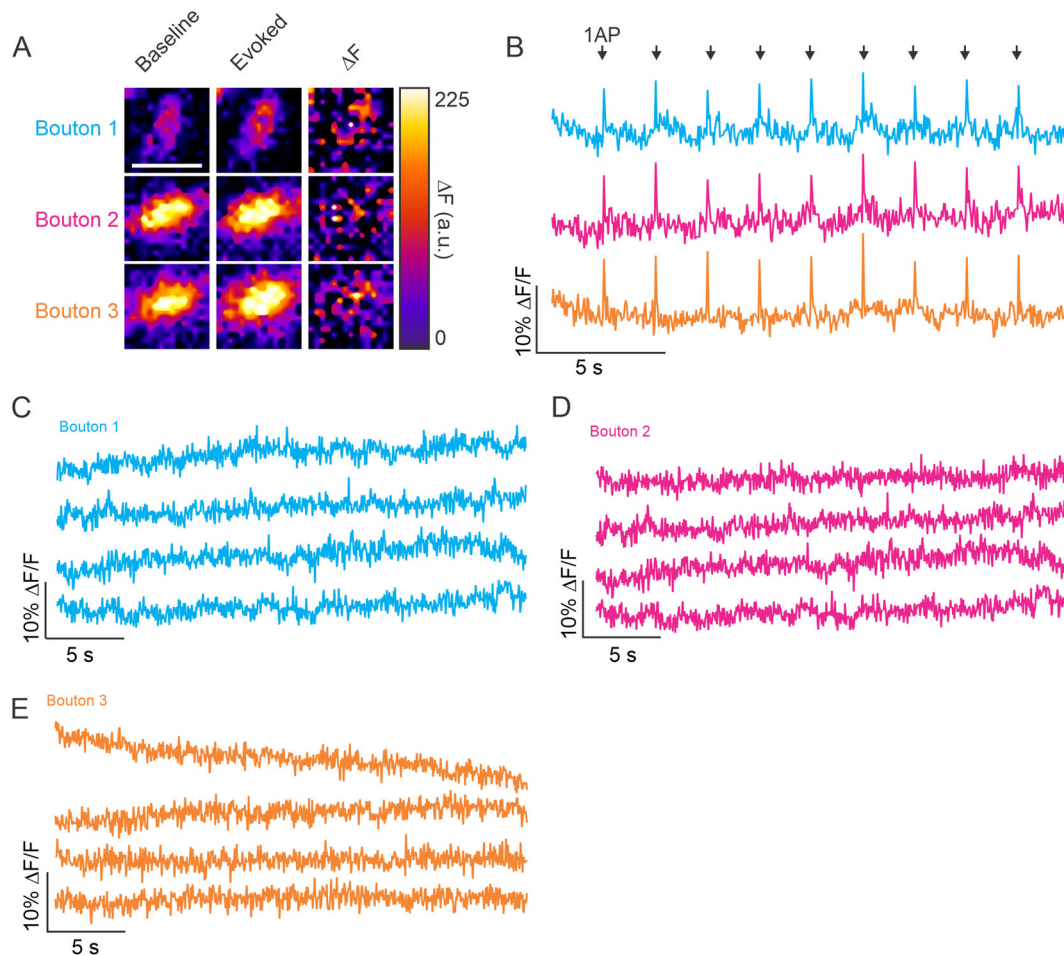 A
Baseline
Evoked
ΔF
Bouton 1
Bouton 2
Bouton 3
225
ΔF (a.u.)
0
B
1AP
10% ΔF/F
5 s
C
Bouton 1
10% ΔF/F
5 s
D
Bouton 2
10% ΔF/F
5 s
E
Bouton 3
10% ΔF/F
5 s